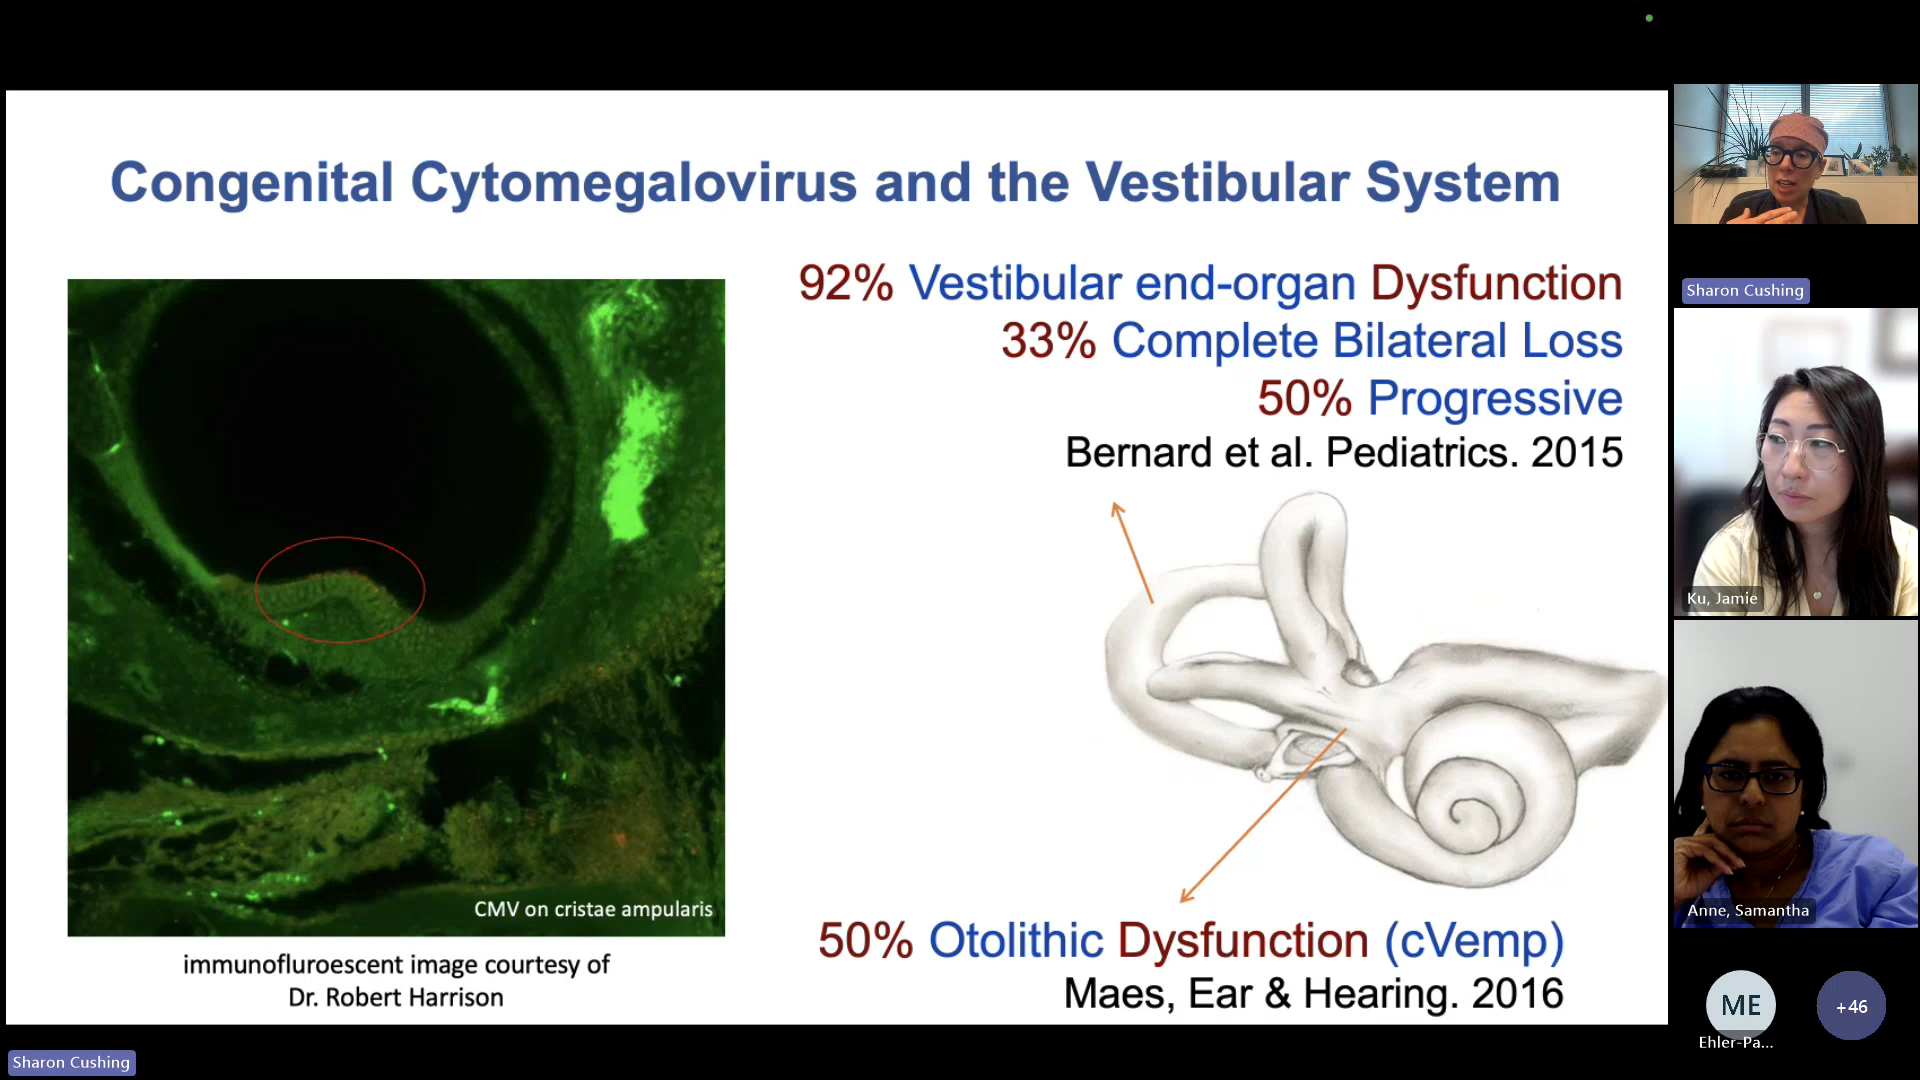 Congenital Cytomegalovirus and the Vestibular System
92% Vestibular end-organ Dysfunction
33% Complete Bilateral Loss
50% Progressive
Bernard et al. Pediatrics. 2015
CMV on cristae ampularis
immunofluroescent image courtesy of
Dr. Robert Harrison
50% Otolithic Dysfunction (cVemp)
Maes, Ear & Hearing. 2016
Sharon Cushing
Sharon Cushing
Ku, Jamie
Anne, Samantha
ME
Ehler-Pa...
+46